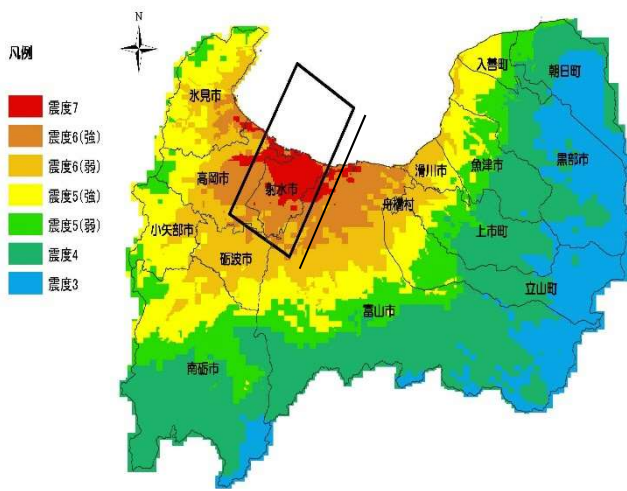 N
凡例
震度7
震度6(強)
震度6(弱)
震度5(強)
震度5(弱)
震度4
震度3
入善町
朝日町
氷見市
黒部市
魚津市
滑川市
高岡市
射水市
舟橋村
小矢部市
上市町
砺波市
立山町
富山市
南砺市